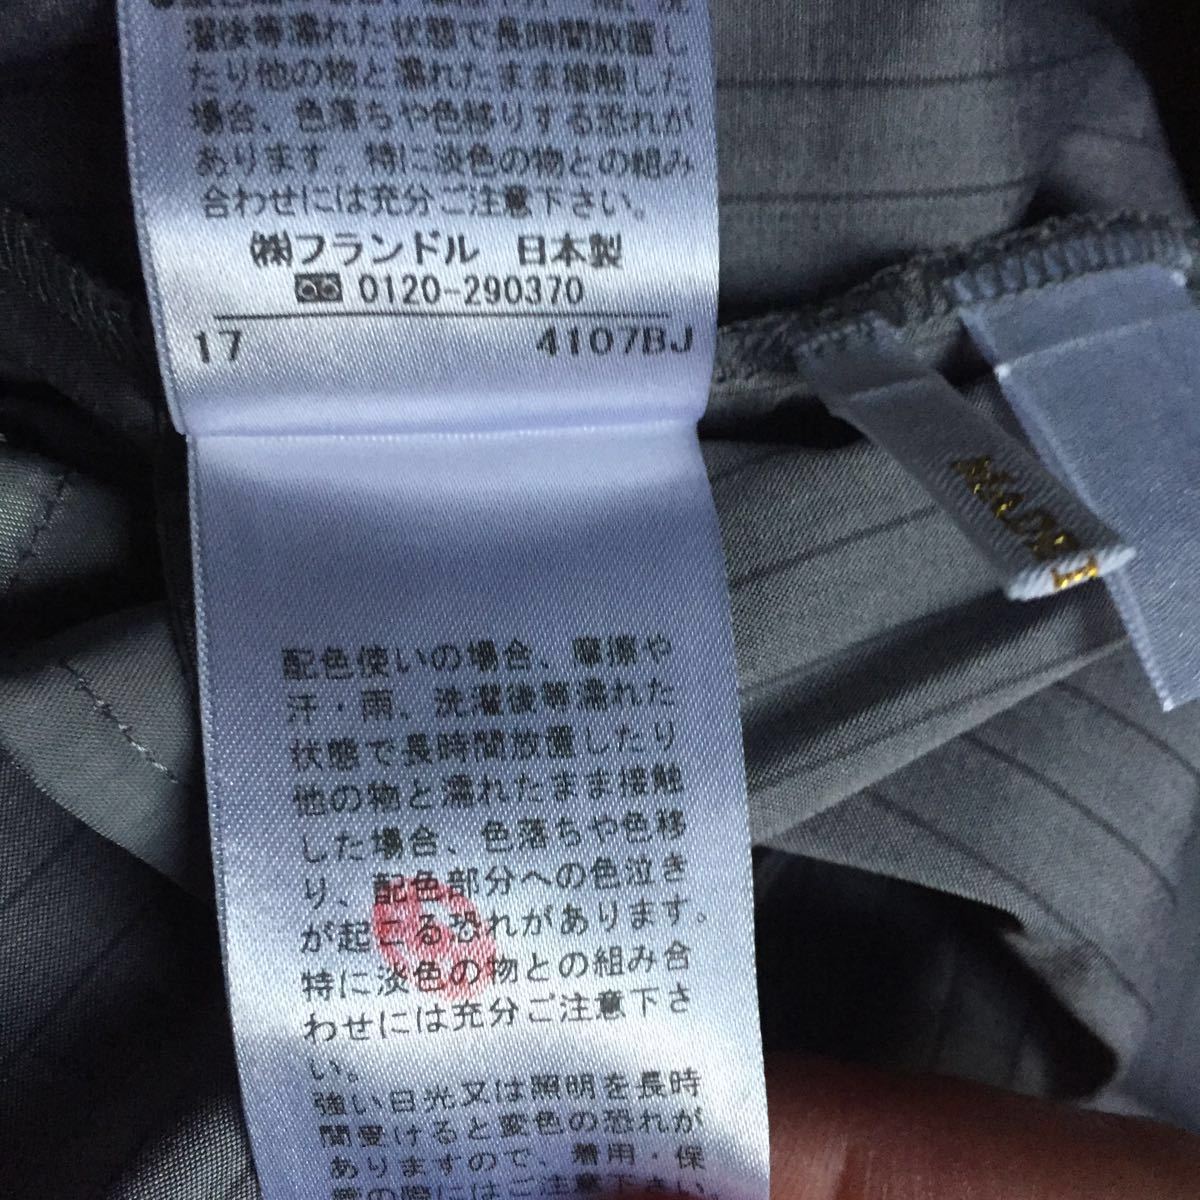 濯後等濡れた状態で長時間放置し
たり他の物と濡れたまま接触した
場合、色落ちや色移りする恐れが
あります。特に淡色の物との組み
合わせには充分ご注意下さい。
㈱フランドル 日本製
0120-290370
17 4107BJ
配色使いの場合、摩擦や
汗・雨、洗濯後等濡れた
状態で長時間放置したり
他の物と濡れたまま接触
した場合、色落ちや色移
り、配色部分への色泣き
が起こる恐れがあります。
特に淡色の物との組み合
わせには充分ご注意下さ
い。
強い日光又は照明を長時
間受けると変色の恐れが
ありますので、着用・保
管の際にはご注意
MADE